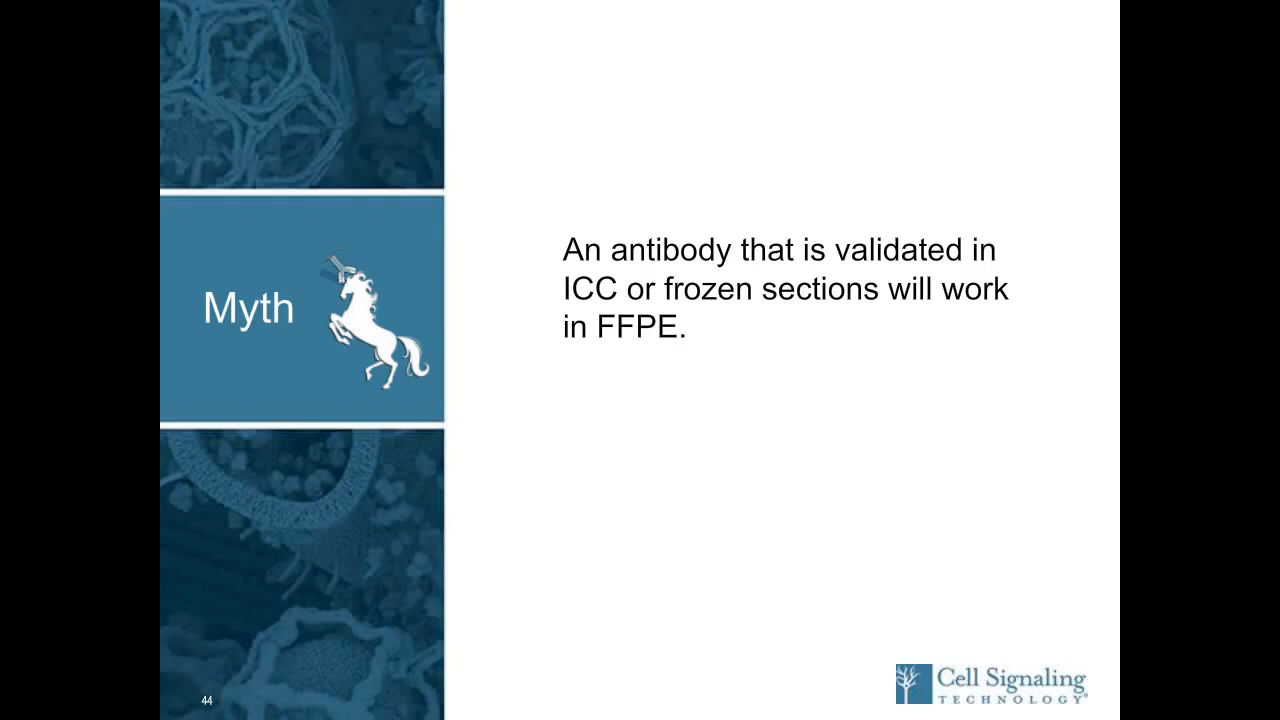 Myth
An antibody that is validated in
ICC or frozen sections will work
in FFPE.
44
Cell Signaling
TECHNOLOGY®